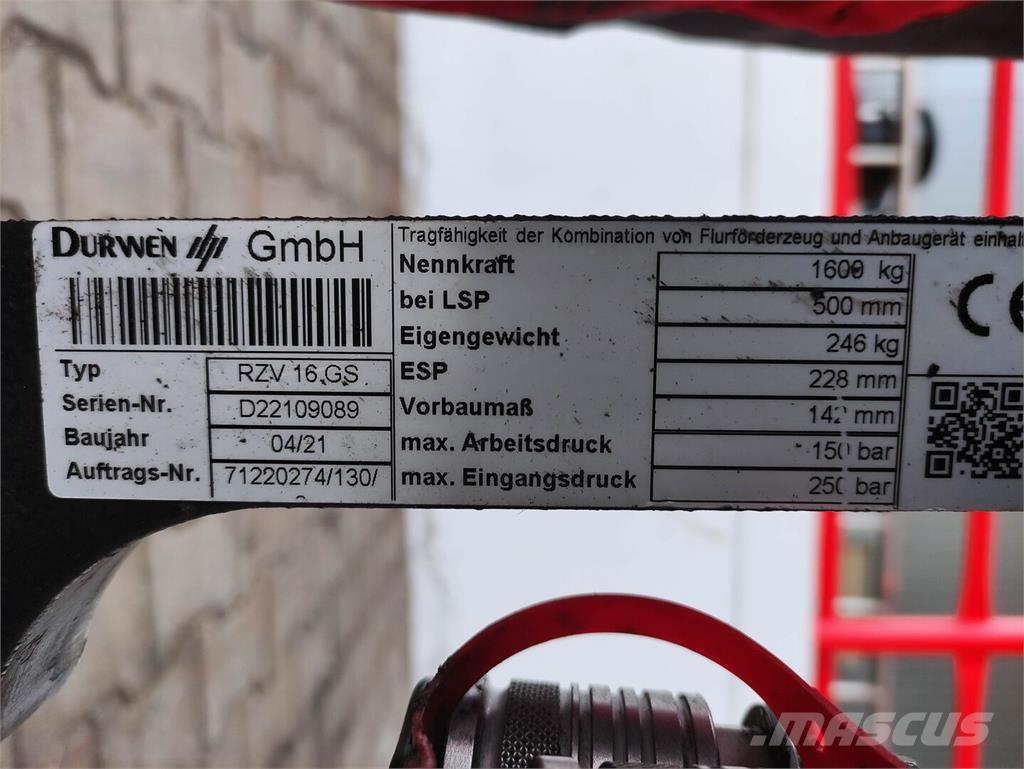 DURWEN GmbH
Typ RZV 16 GS
Serien-Nr. D22109089
Baujahr 04/21
Auftrags-Nr. 71220274/130/
Tragfähigkeit der Kombination von Flurförderzeug und Anbaugerät einhal
Nennkraft 1600 kg
bei LSP 500 mm
Eigengewicht 246 kg
ESP 228 mm
Vorbaumaß 142 mm
max. Arbeitsdruck 150 bar
max. Eingangsdruck 250 bar
CE
MASCUS